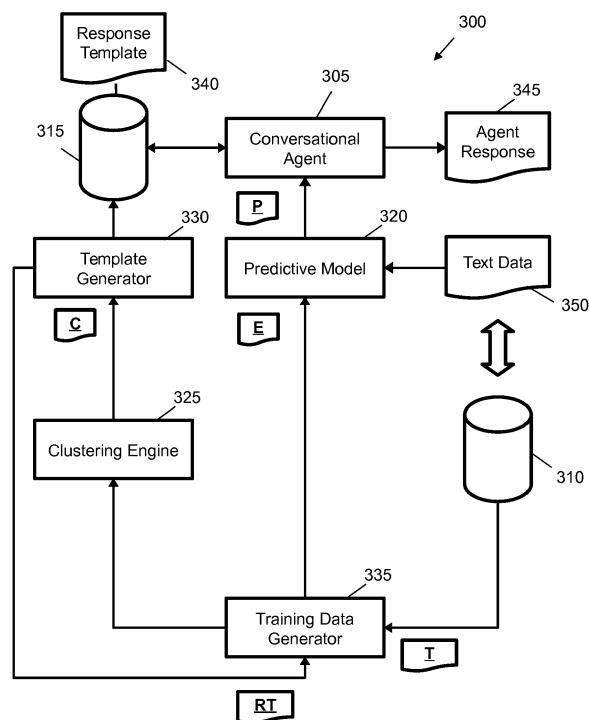 300
Response
Template
340
305
345
315
Conversational
Agent
Agent
Response
P
330
320
Template
Generator
Predictive Model
Text Data
350
C
E
325
Clustering Engine
310
335
Training Data
Generator
T
RT